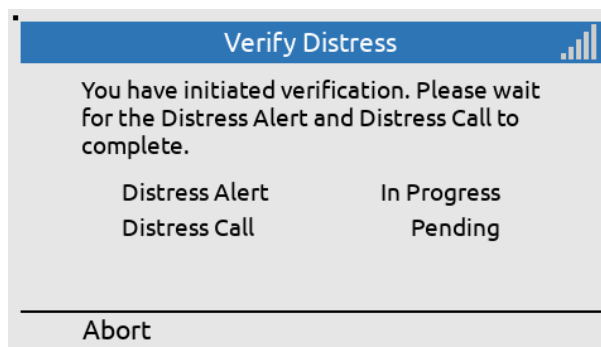 Verify Distress
You have initiated verification. Please wait
for the Distress Alert and Distress Call to
complete.
Distress Alert In Progress
Distress Call Pending
Abort